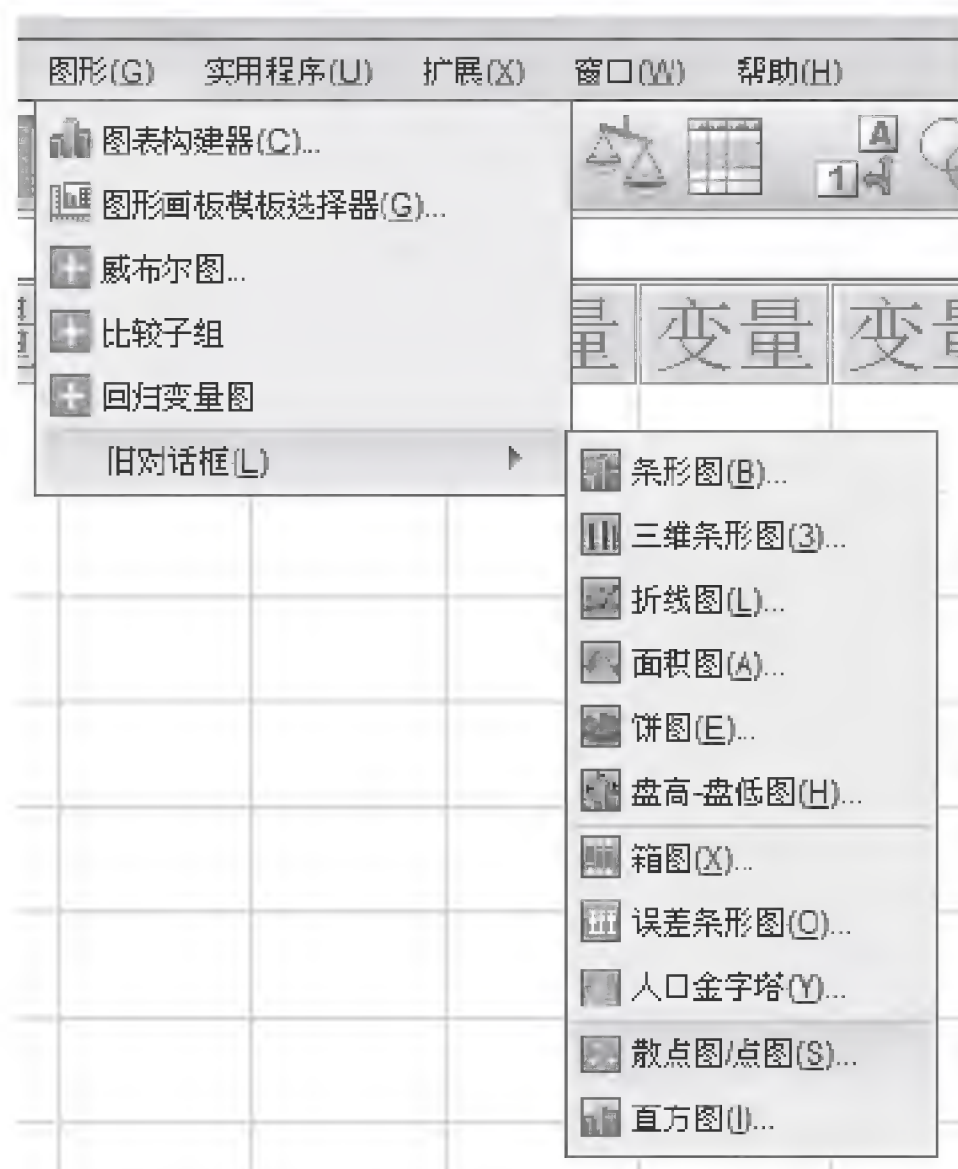 图形(G) 实用程序(U) 扩展(X) 窗口(W) 帮助(H)
图表构建器(C)...
图形画板模板选择器(G)...
威布尔图...
比较子组
回归变量图
旧对话框(L)
A
1
量 变量 变
条形图(B)...
三维条形图(3)...
折线图(L)...
面积图(A)...
饼图(E)...
盘高-盘低图(H)...
箱图(X)...
误差条形图(O)...
人口金字塔(Y)...
散点图/点图(S)...
直方图(I)...